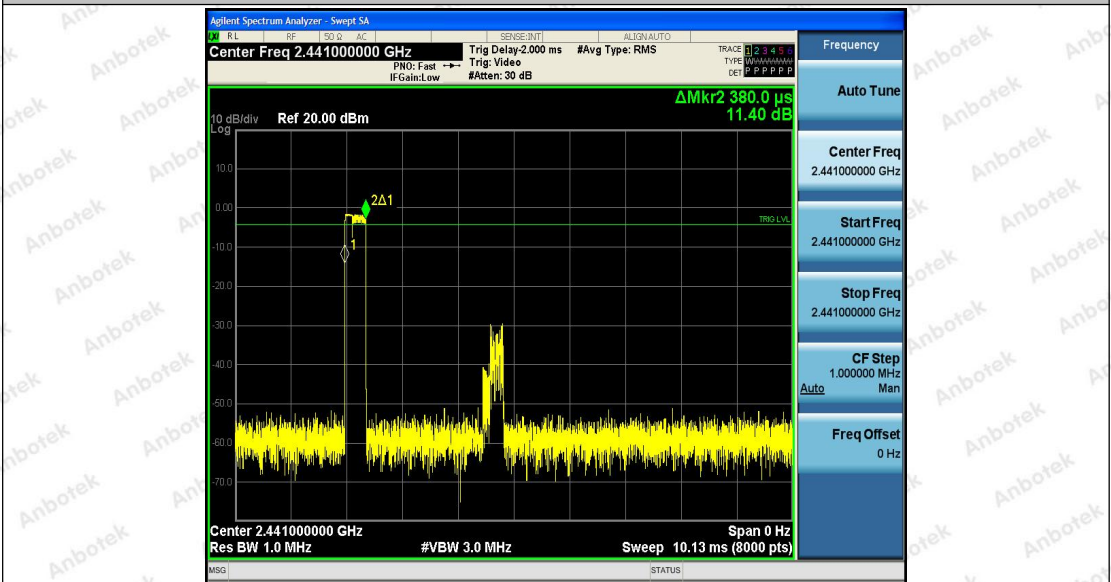 Agilent Spectrum Analyzer - Swept SA
RL RF 50 Ω AC SENSE:INT ALIGNAUTO
Center Freq 2.441000000 GHz
PNO: Fast
IFGain:Low
Trig Delay-2.000 ms
Trig: Video
#Atten: 30 dB
#Avg Type: RMS
TRACE 1 2 3 4 5 6
TYPE
DET P P P P P P
ΔMkr2 380.0 µs
11.40 dB
10 dB/div Ref 20.00 dBm
Log
10.0
0.00
-10.0
-20.0
-30.0
-40.0
-50.0
-60.0
-70.0
2Δ1
1
TRIG LVL
Center 2.441000000 GHz
Span 0 Hz
Res BW 1.0 MHz
#VBW 3.0 MHz
Sweep 10.13 ms (8000 pts)
MSG
STATUS
Frequency
Auto Tune
Center Freq
2.441000000 GHz
Start Freq
2.441000000 GHz
Stop Freq
2.441000000 GHz
CF Step
1.000000 MHz
Auto Man
Freq Offset
0 Hz
Anbotek